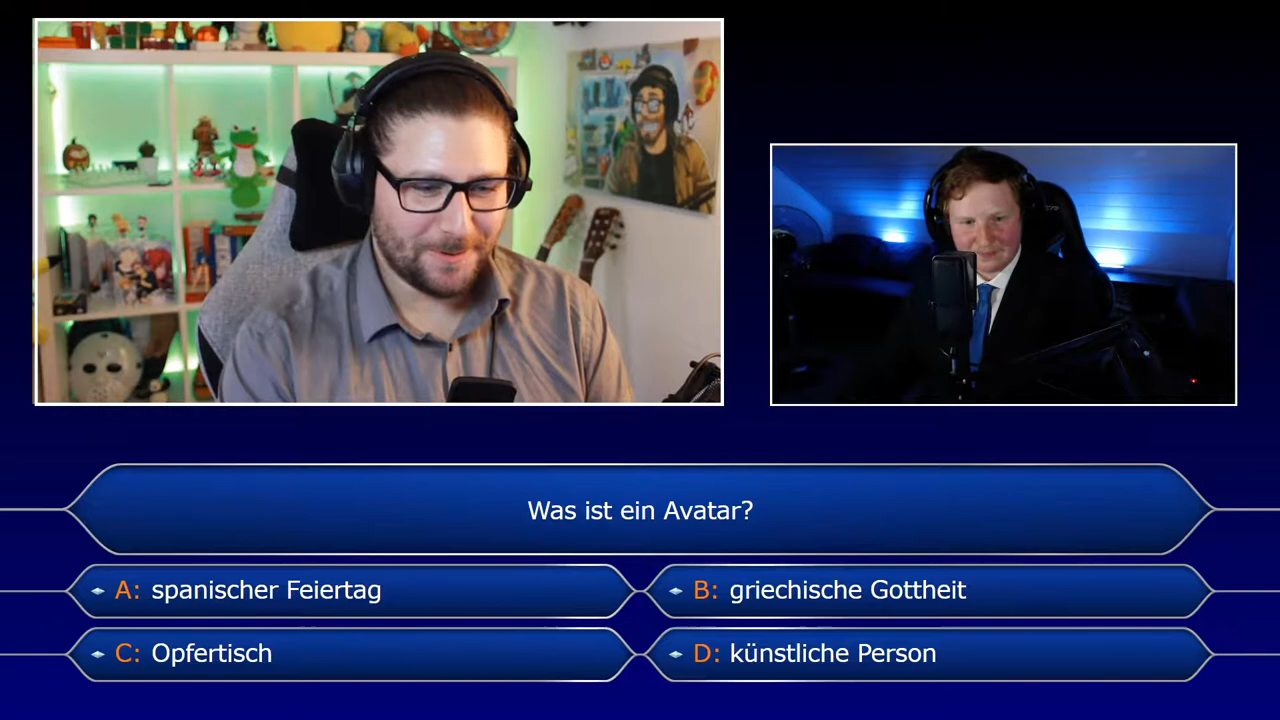 Was ist ein Avatar?
A: spanischer Feiertag
B: griechische Gottheit
C: Opfertisch
D: künstliche Person